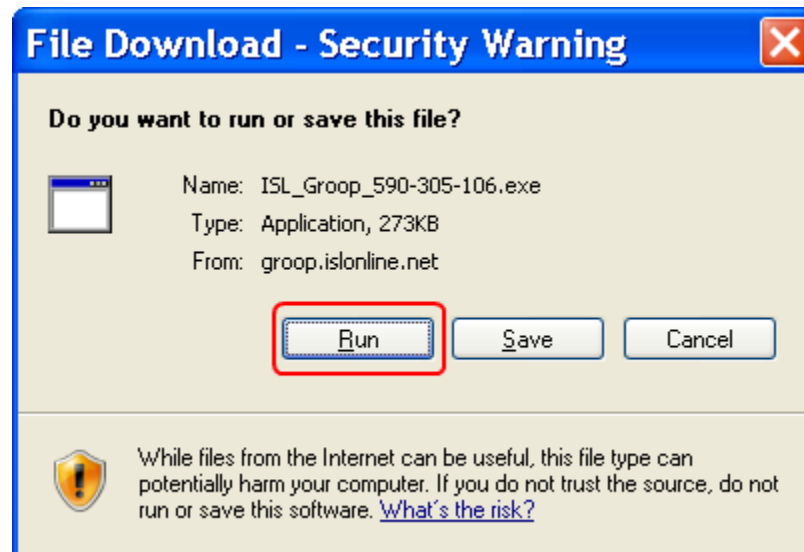 File Download - Security Warning
Do you want to run or save this file?
Name: ISL_Groop_590-305-106.exe
Type: Application, 273KB
From: groop.islonline.net
Run Save Cancel
While files from the Internet can be useful, this file type can
potentially harm your computer. If you do not trust the source, do not
run or save this software. What's the risk?